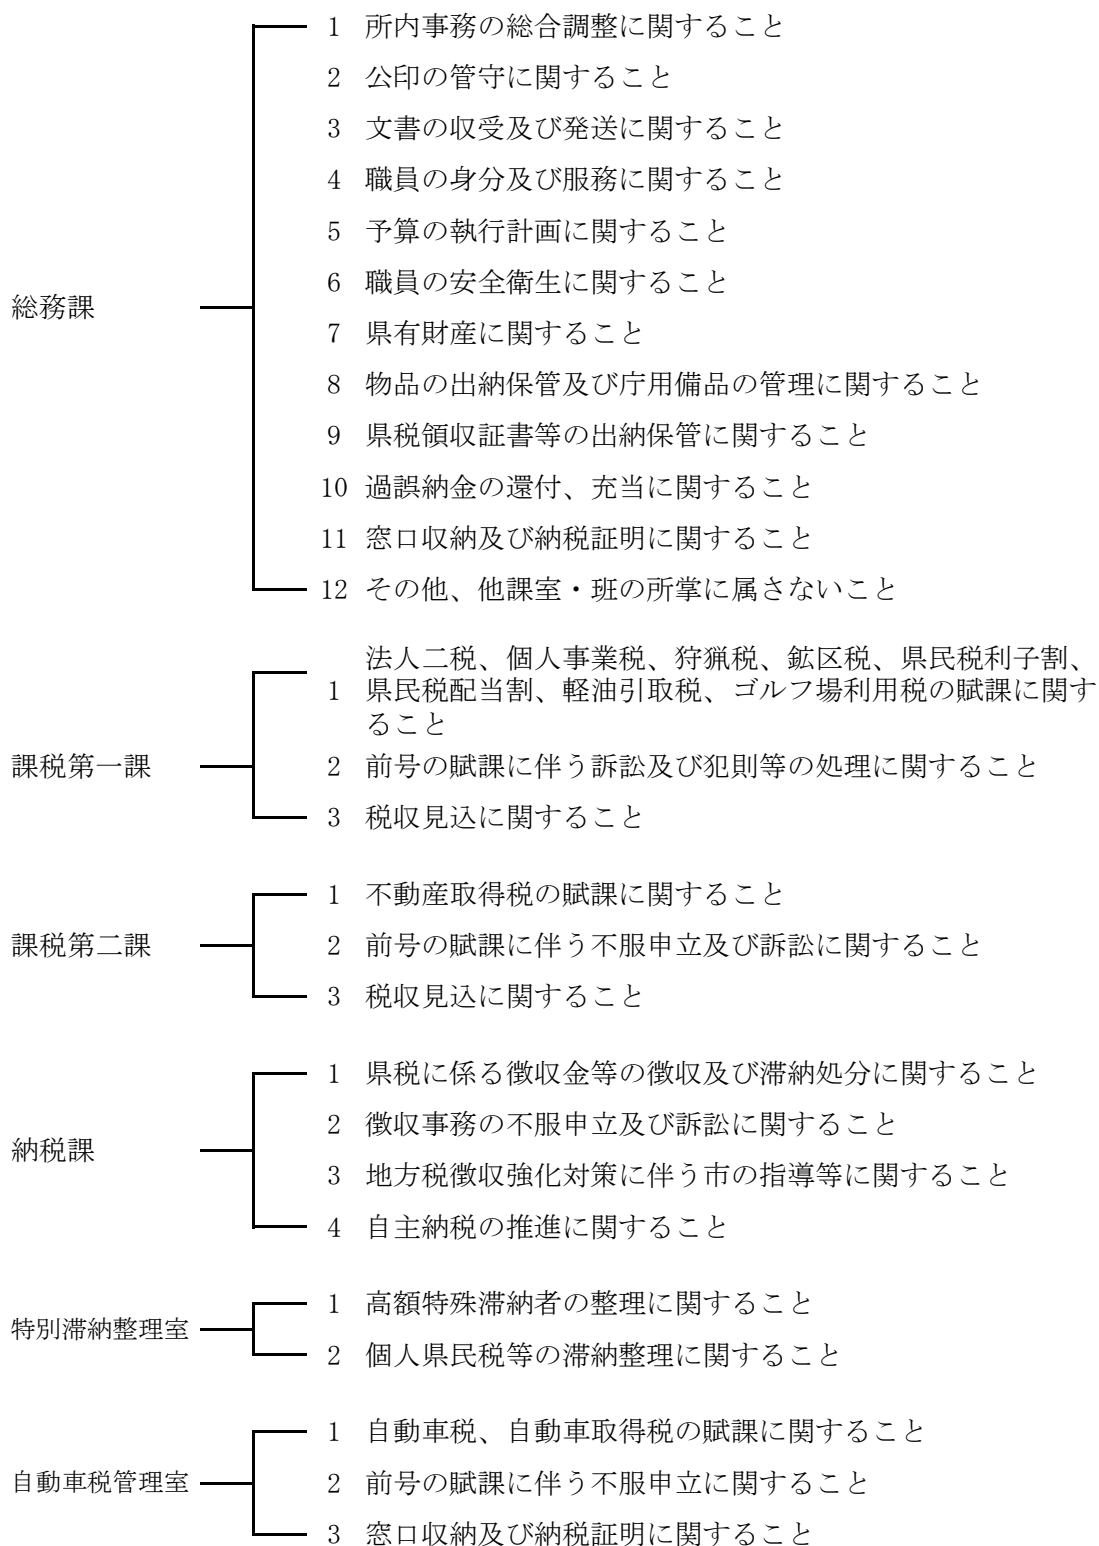 総務課
1 所内事務の総合調整に関すること
2 公印の管守に関すること
3 文書の収受及び発送に関すること
4 職員の身分及び服務に関すること
5 予算の執行計画に関すること
6 職員の安全衛生に関すること
7 県有財産に関すること
8 物品の出納保管及び庁用備品の管理に関すること
9 県税領収証書等の出納保管に関すること
10 過誤納金の還付、充当に関すること
11 窓口収納及び納税証明に関すること
12 その他、他課室・班の所掌に属さないこと
課税第一課
法人二税、個人事業税、狩猟税、鉱区税、県民税利子割、
1 県民税配当割、軽油引取税、ゴルフ場利用税の賦課に関す
ること
2 前号の賦課に伴う訴訟及び犯則等の処理に関すること
3 税収見込に関すること
課税第二課
1 不動産取得税の賦課に関すること
2 前号の賦課に伴う不服申立及び訴訟に関すること
3 税収見込に関すること
納税課
1 県税に係る徴収金等の徴収及び滞納処分に関すること
2 徴収事務の不服申立及び訴訟に関すること
3 地方税徴収強化対策に伴う市の指導等に関すること
4 自主納税の推進に関すること
特別滞納整理室
1 高額特殊滞納者の整理に関すること
2 個人県民税等の滞納整理に関すること
自動車税管理室
1 自動車税、自動車取得税の賦課に関すること
2 前号の賦課に伴う不服申立に関すること
3 窓口収納及び納税証明に関すること